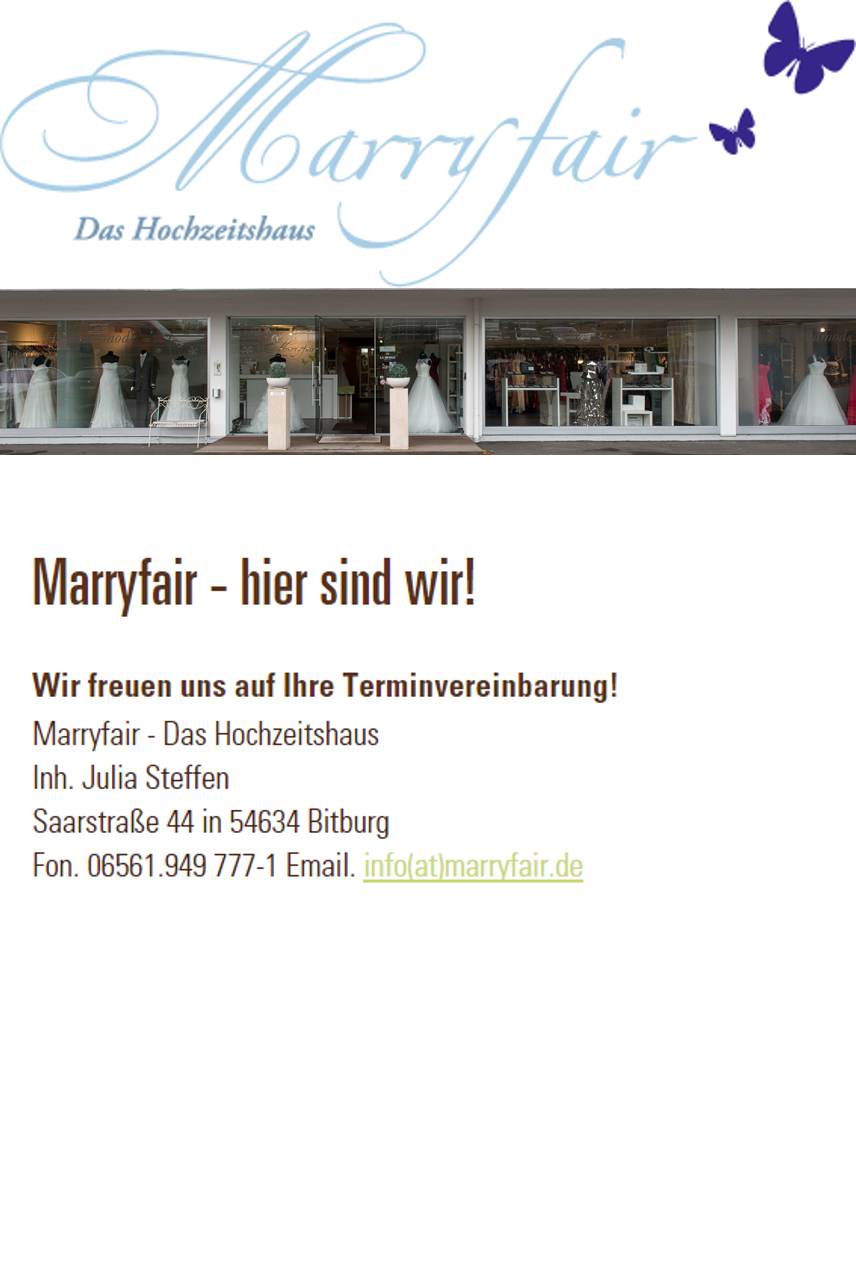 Marryfair
Das Hochzeitshaus
Marryfair - hier sind wir!
Wir freuen uns auf Ihre Terminvereinbarung!
Marryfair - Das Hochzeitshaus
Inh. Julia Steffen
Saarstraße 44 in 54634 Bitburg
Fon. 06561.949 777-1 Email. info(at)marryfair.de